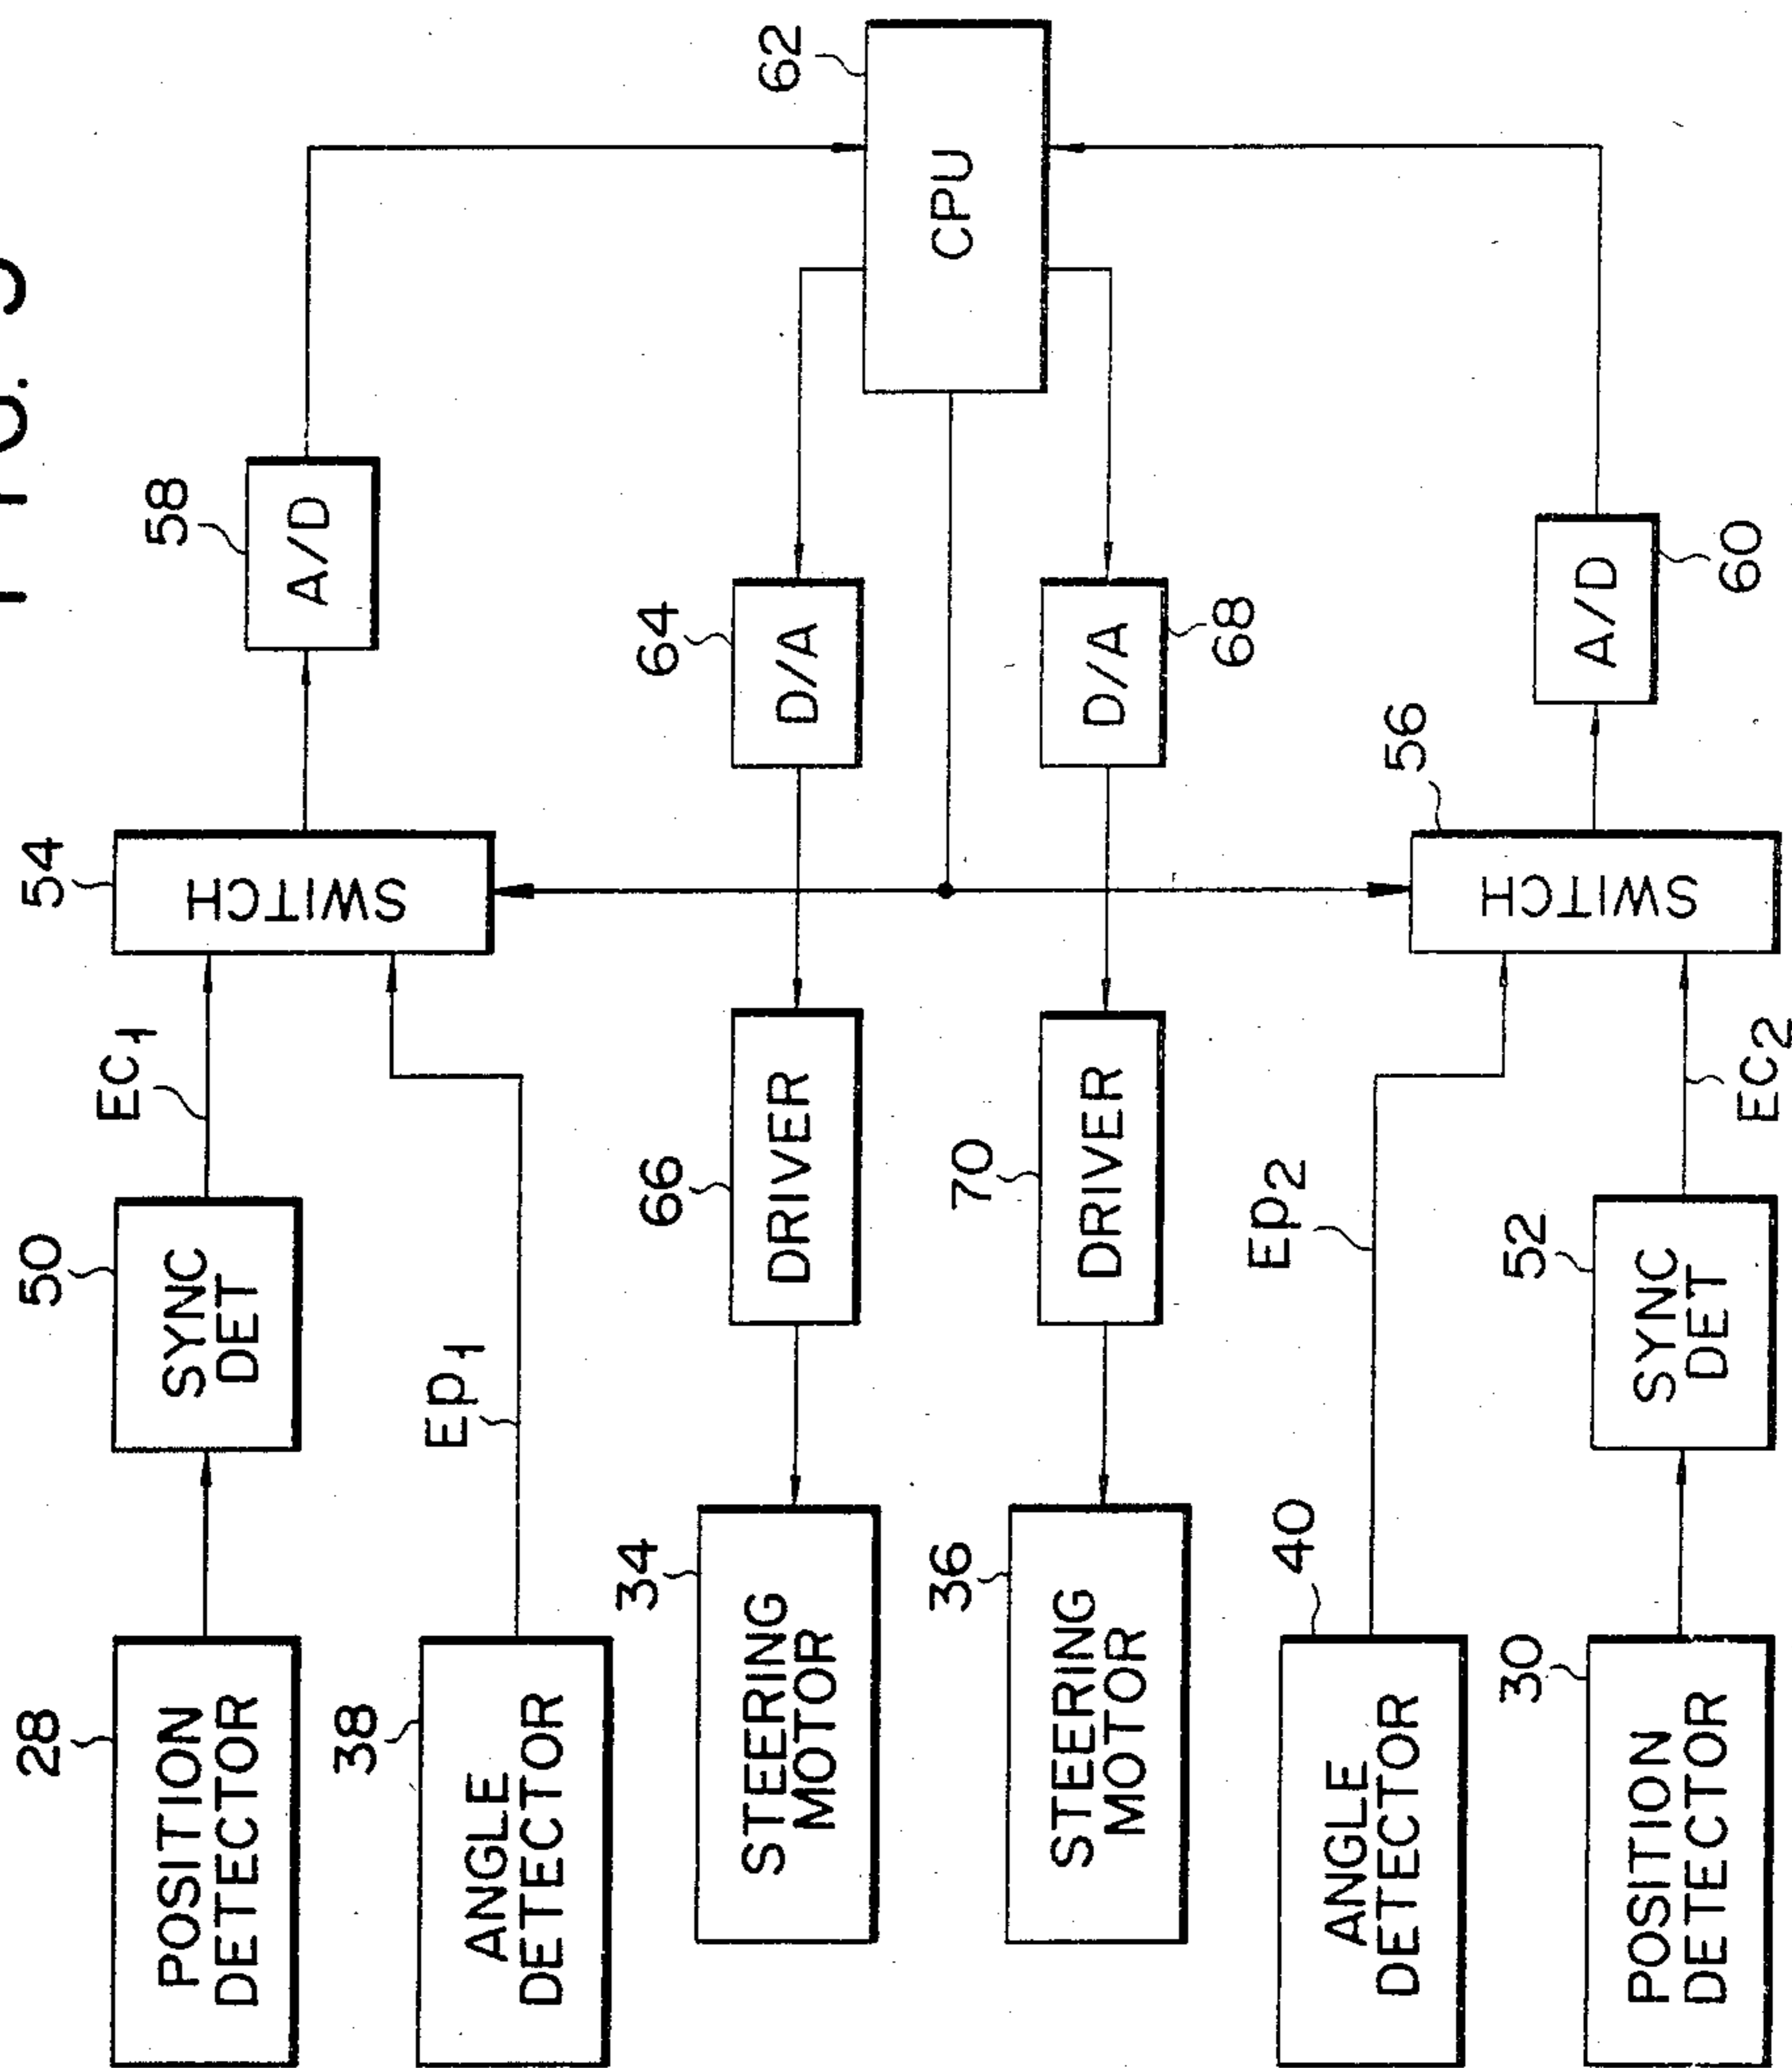 FIG.
28
POSITION
DETECTOR
50
SYNC
DET
EC1
54
SWITCH
58
A/D
38
ANGLE
DETECTOR
Ep1
62
CPU
34
STEERING
MOTOR
66
DRIVER
64
D/A
36
STEERING
MOTOR
70
DRIVER
D/A
68
40
ANGLE
DETECTOR
Ep2
56
SWITCH
A/D
60
30
POSITION
DETECTOR
52
SYNC
DET
EC2